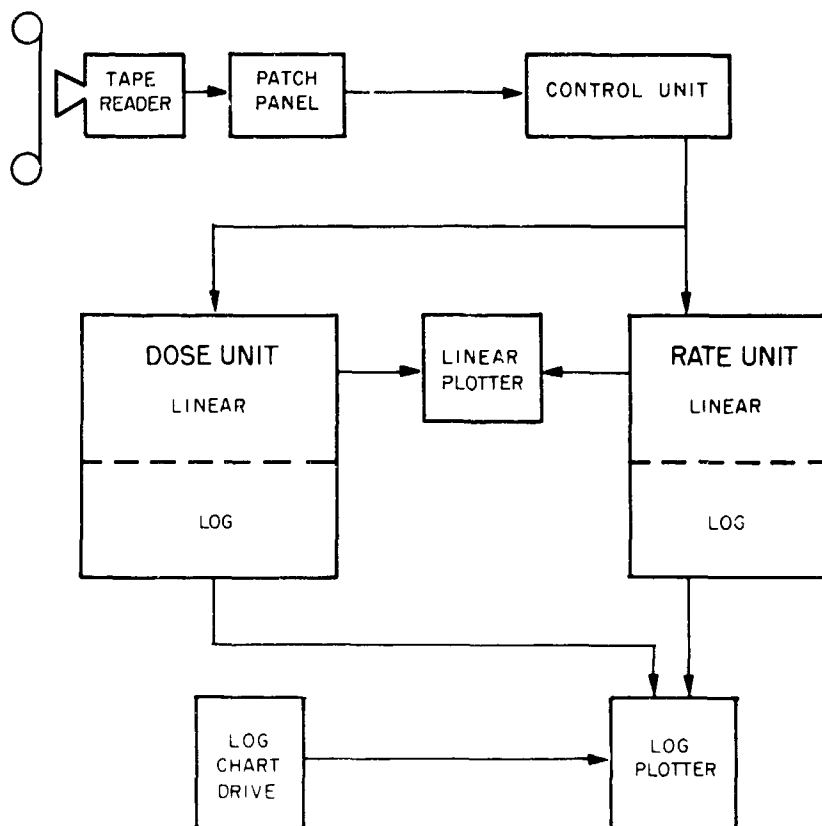 TAPE
READER
PATCH
PANEL
CONTROL UNIT
DOSE UNIT
LINEAR
LOG
LINEAR
PLOTTER
RATE UNIT
LINEAR
LOG
LOG
CHART
DRIVE
LOG
PLOTTER